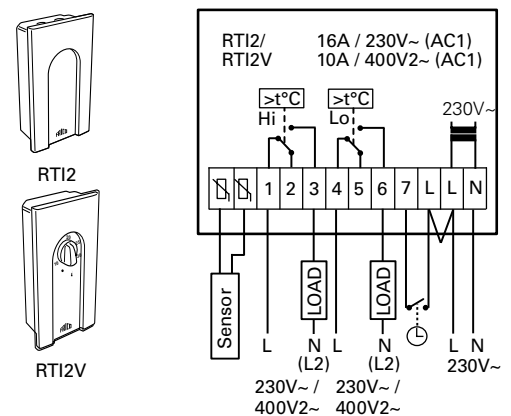 RTI2
RTI2V
RTI2/ 16A / 230V~ (AC1)
RTI2V 10A / 400V2~ (AC1)
>t°C >t°C
Hi Lo
230V~
1 2 3 4 5 6 7 L L N
Sensor
LOAD LOAD
L N L N L N
(L2) (L2) 230V~
230V~ / 230V~ /
400V2~ 400V2~